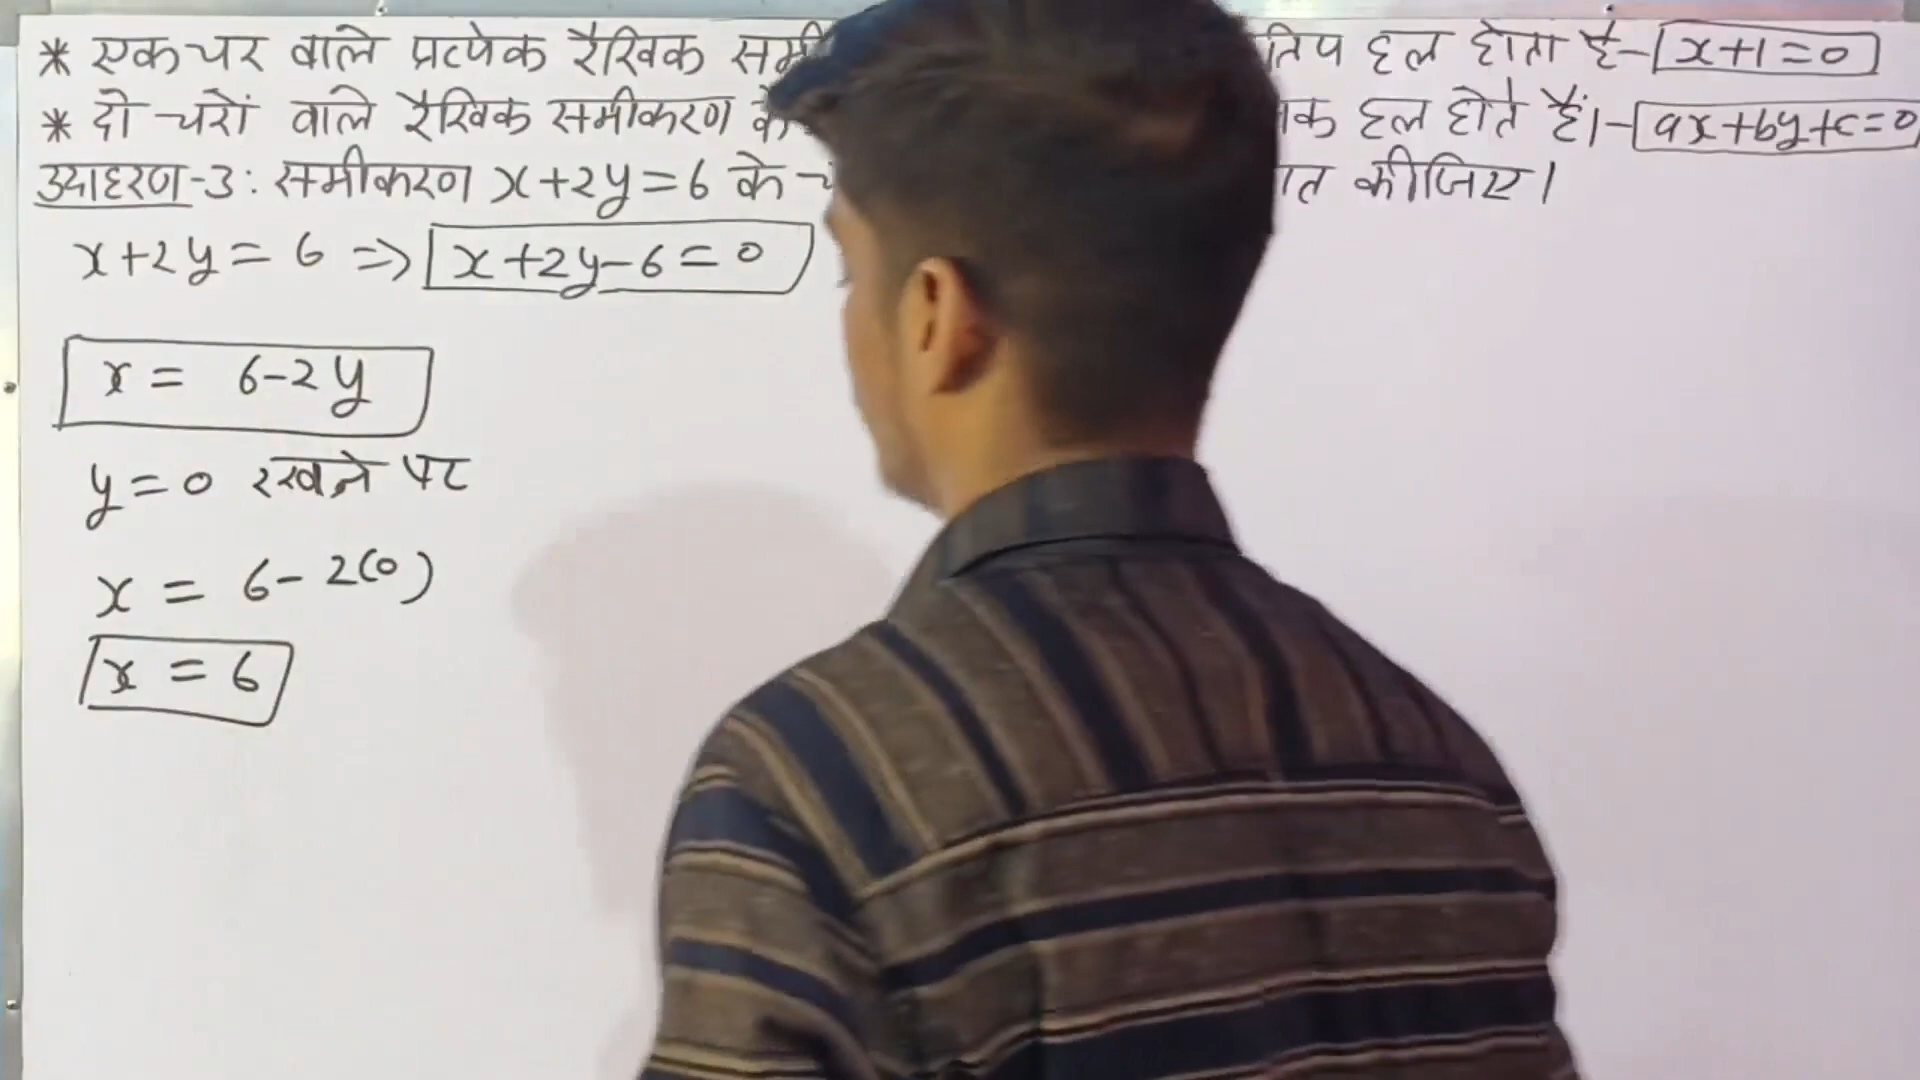 * एक चर वाले प्रत्येक रैखिक हल होता है- x+1=0
* दो चरों वाले रैखिक समीकरण के हल होते हैं।- ax+by+c=0
उदाहरण-3: समीकरण x+2y=6 के कीजिए।
x+2y=6 => x+2y-6=0
x = 6-2y
y=0 रखने पर
x = 6-2(0)
x = 6